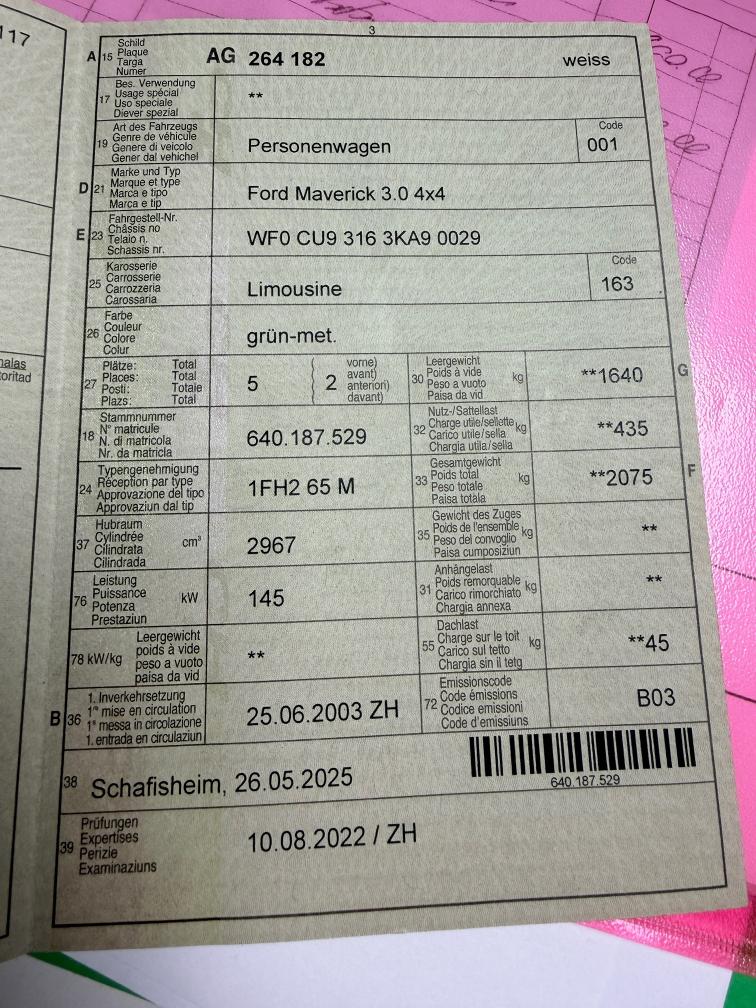 117
3
A 15 Schild
Plaque
Targa
Numer
AG 264 182 weiss
17 Bes. Verwendung
Usage spécial
Uso speciale
Diever spezial
**
19 Art des Fahrzeugs
Genre de véhicule
Genere di veicolo
Gener dal vehichel
Personenwagen
Code
001
D 21 Marke und Typ
Marque et type
Marca e tipo
Marca e tip
Ford Maverick 3.0 4x4
E 23 Fahrgestell-Nr.
Châssis no
Telaio n.
Schassis nr.
WF0 CU9 316 3KA9 0029
25 Karosserie
Carrosserie
Carrozzeria
Carossaria
Limousine
Code
163
26 Farbe
Couleur
Colore
Colur
grün-met.
27 Plätze: Total
Places: Total
Posti: Totale
Plazs: Total
5 ( 2 vorne)
avant)
anteriori)
davant)
30 Leergewicht
Poids à vide
Peso a vuoto
Paisa da vid
kg
**1640
G
18 Stammnummer
N° matricule
N. di matricola
Nr. da matricla
640.187.529
32 Nutz-/Sattellast
Charge utile/sellette
Carico utile/sella
Chargia utila/sella
kg
**435
24 Typengenehmigung
Réception par type
Approvazione del tipo
Approvaziun dal tip
1FH2 65 M
33 Gesamtgewicht
Poids total
Peso totale
Paisa totala
kg
**2075
F
37 Hubraum
Cylindrée
Cilindrata
Cilindrada
cm³
2967
35 Gewicht des Zuges
Poids de l'ensemble
Peso del convoglio
Paisa cumposiziun
kg
**
76 Leistung
Puissance
Potenza
Prestaziun
kW
145
31 Anhängelast
Poids remorquable
Carico rimorchiato
Chargia annexa
kg
**
78 kW/kg Leergewicht
poids à vide
peso a vuoto
paisa da vid
**
55 Dachlast
Charge sur le toit
Carico sul tetto
Chargia sin il tetg
kg
**45
B 36 1. Inverkehrsetzung
1re mise en circulation
1a messa in circolazione
1. entrada en circulaziun
25.06.2003 ZH
72 Emissionscode
Code émissions
Codice emissioni
Code d'emissiuns
B03
38 Schafisheim, 26.05.2025
640.187.529
39 Prüfungen
Expertises
Perizie
Examinaziuns
10.08.2022 / ZH